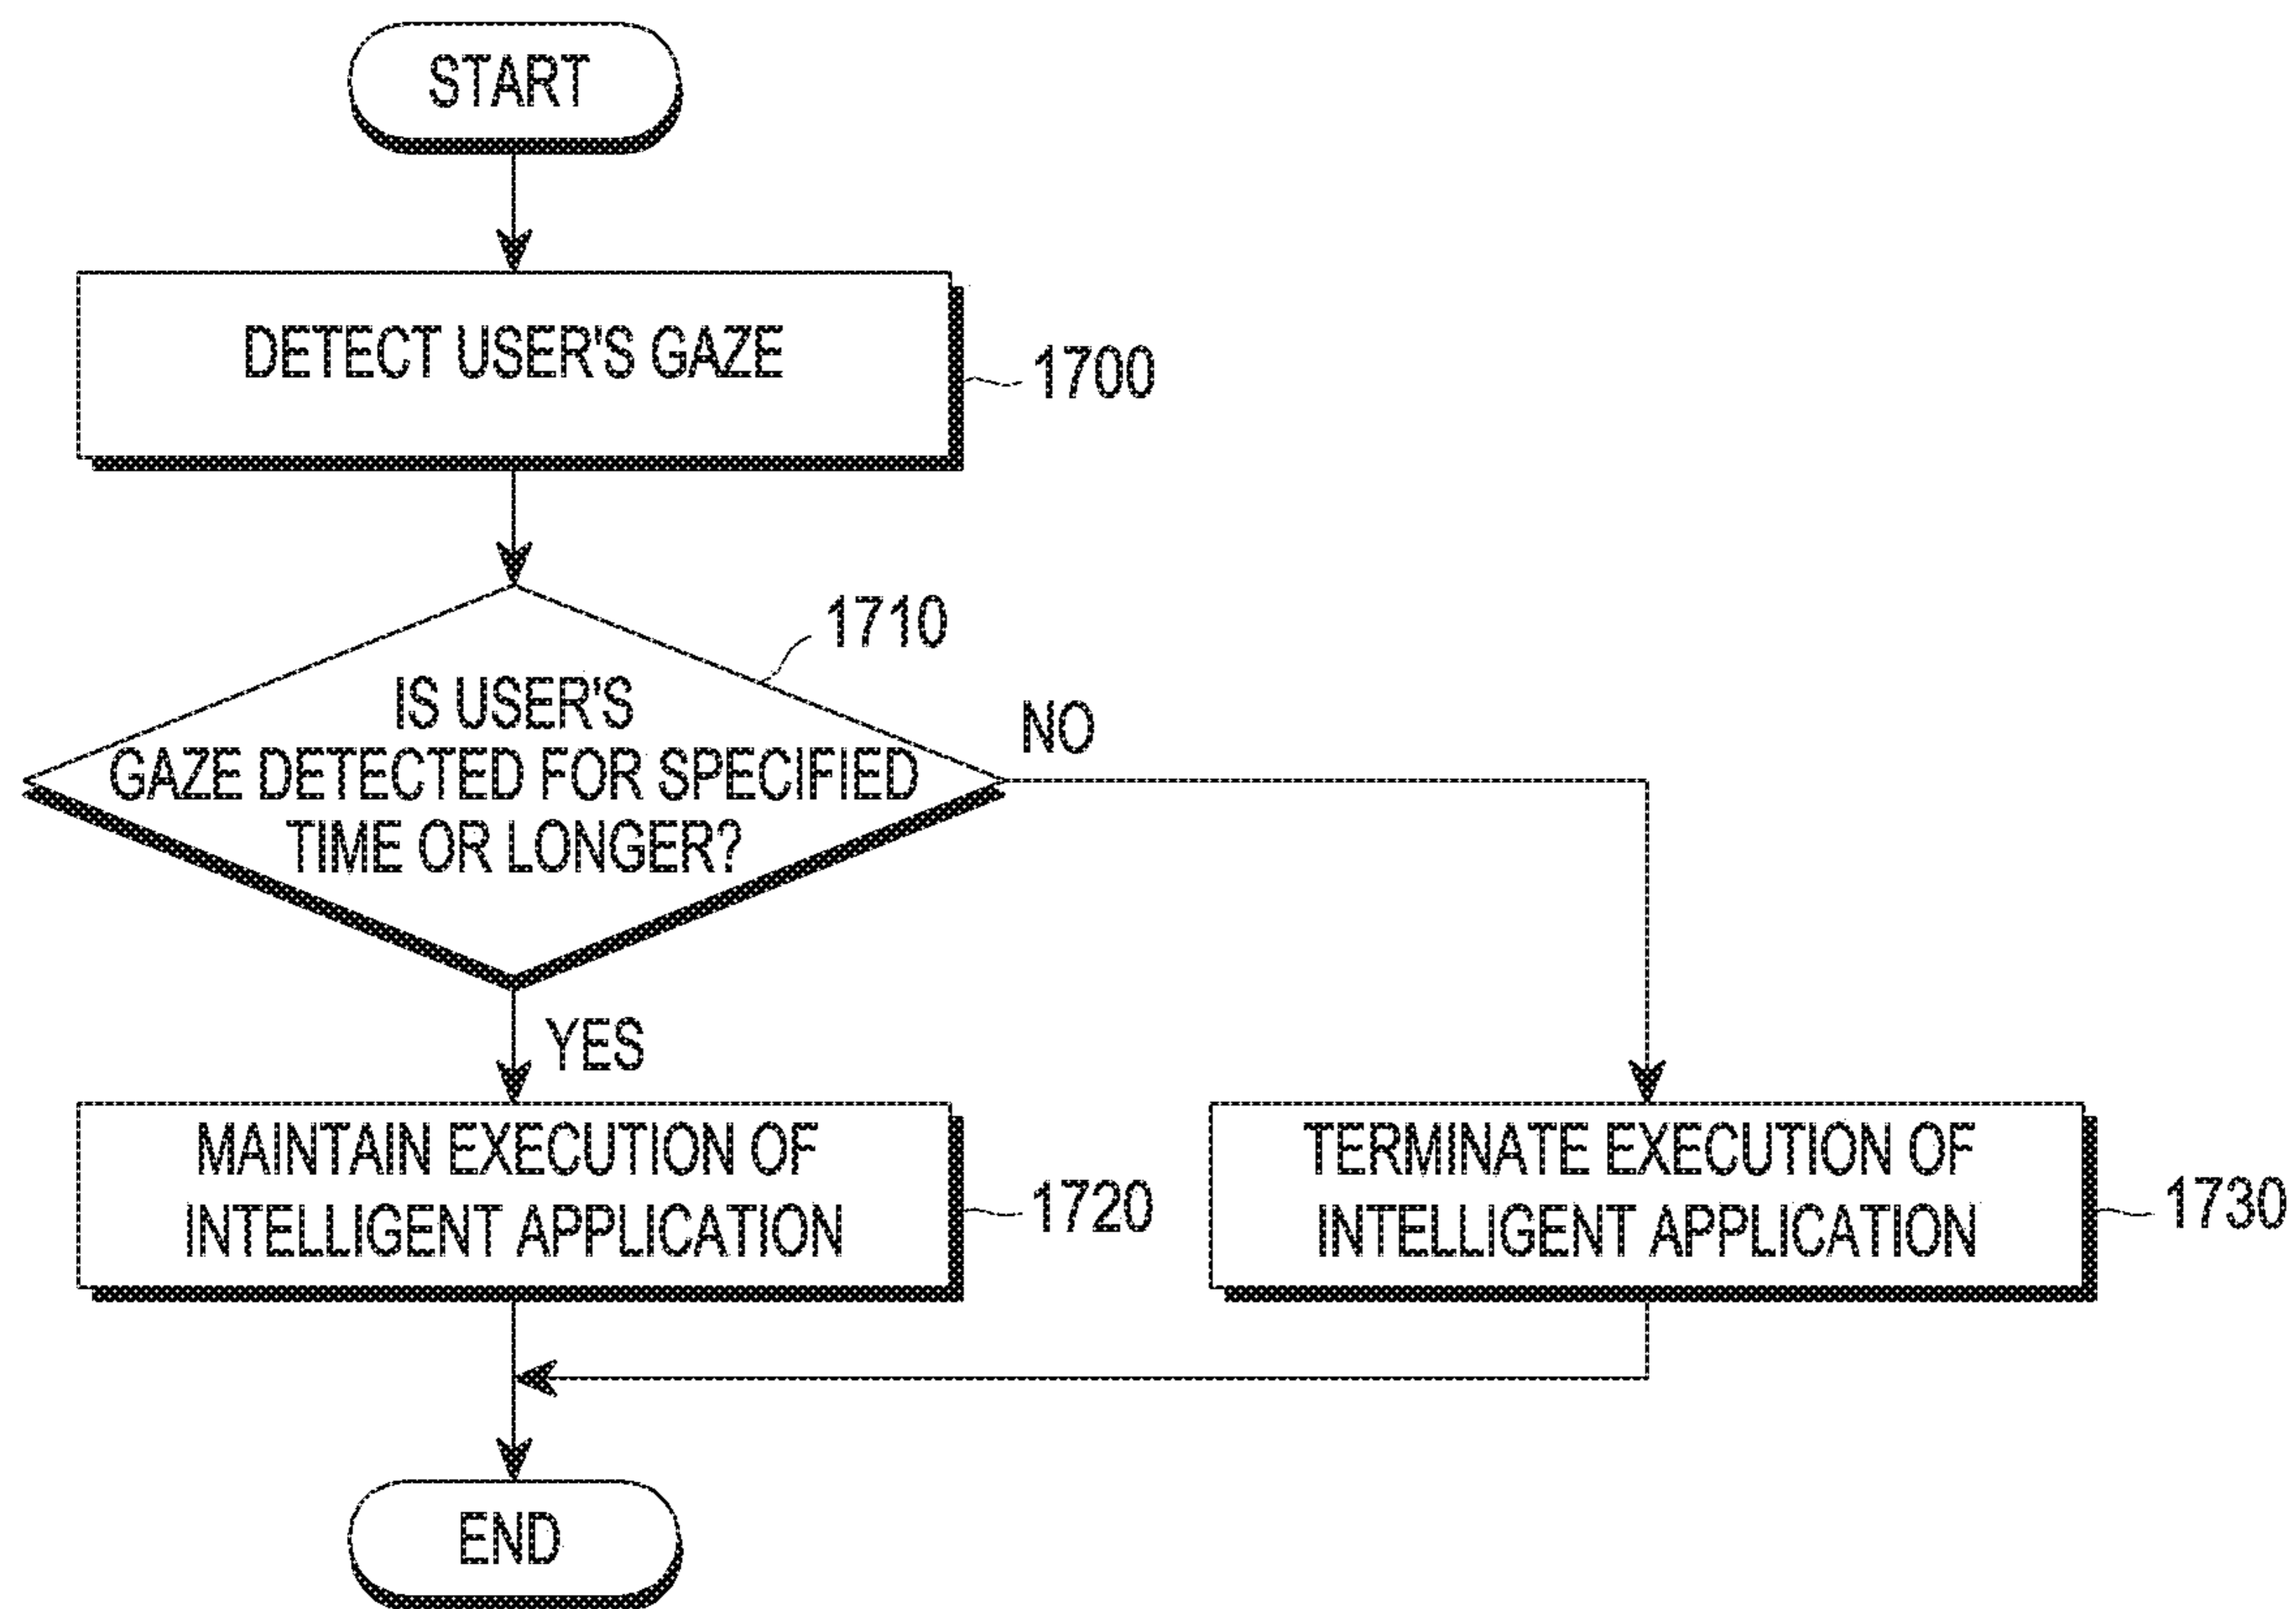 START
DETECT USER'S GAZE
1700
1710
IS USER'S
GAZE DETECTED FOR SPECIFIED
TIME OR LONGER?
NO
YES
MAINTAIN EXECUTION OF
INTELLIGENT APPLICATION
1720
TERMINATE EXECUTION OF
INTELLIGENT APPLICATION
1730
END